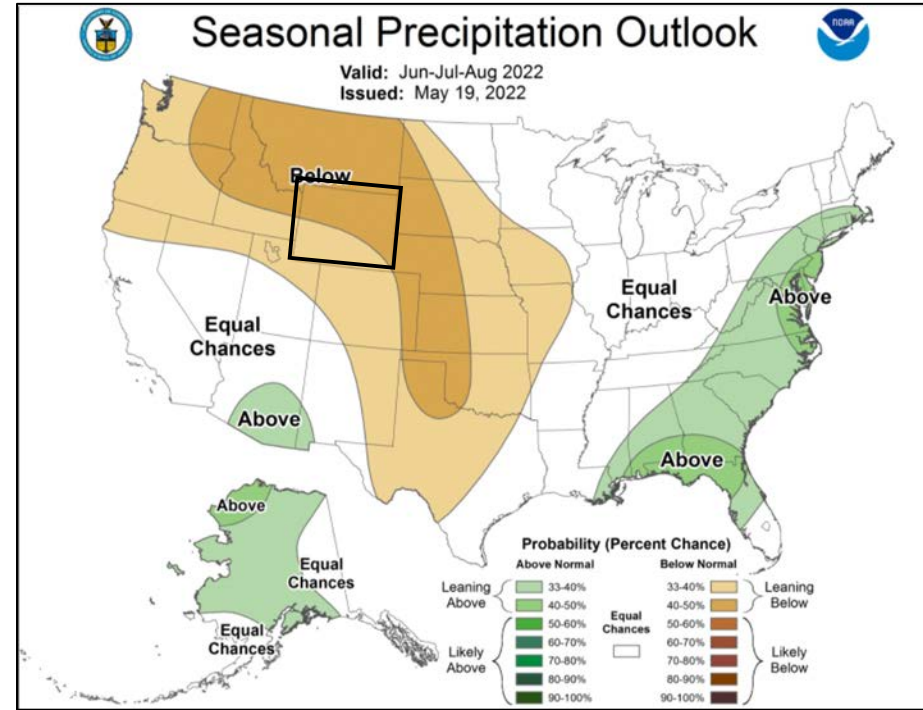 Seasonal Precipitation Outlook
NOAA
Valid: Jun-Jul-Aug 2022
Issued: May 19, 2022
Below
Equal
Chances
Equal
Chances
Above
Above
Above
Above
Equal
Chances
Equal
Chances
Probability (Percent Chance)
Above Normal Below Normal
Leaning
Above
33-40%
40-50%
Likely
Above
50-60%
60-70%
70-80%
80-90%
90-100%
Equal
Chances
33-40%
40-50%
Leaning
Below
50-60%
60-70%
70-80%
80-90%
90-100%
Likely
Below